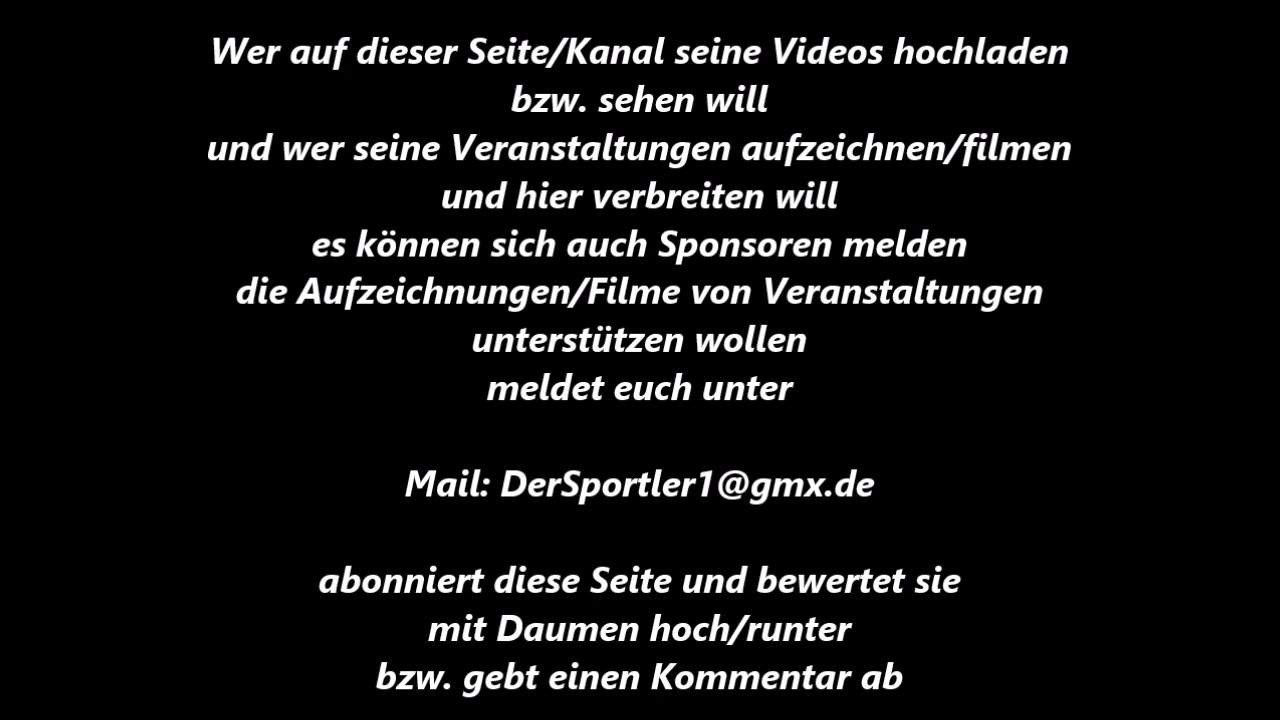 Wer auf dieser Seite/Kanal seine Videos hochladen
bzw. sehen will
und wer seine Veranstaltungen aufzeichnen/filmen
und hier verbreiten will
es können sich auch Sponsoren melden
die Aufzeichnungen/Filme von Veranstaltungen
unterstützen wollen
meldet euch unter
Mail: DerSportler1@gmx.de
abonniert diese Seite und bewertet sie
mit Daumen hoch/runter
bzw. gebt einen Kommentar ab